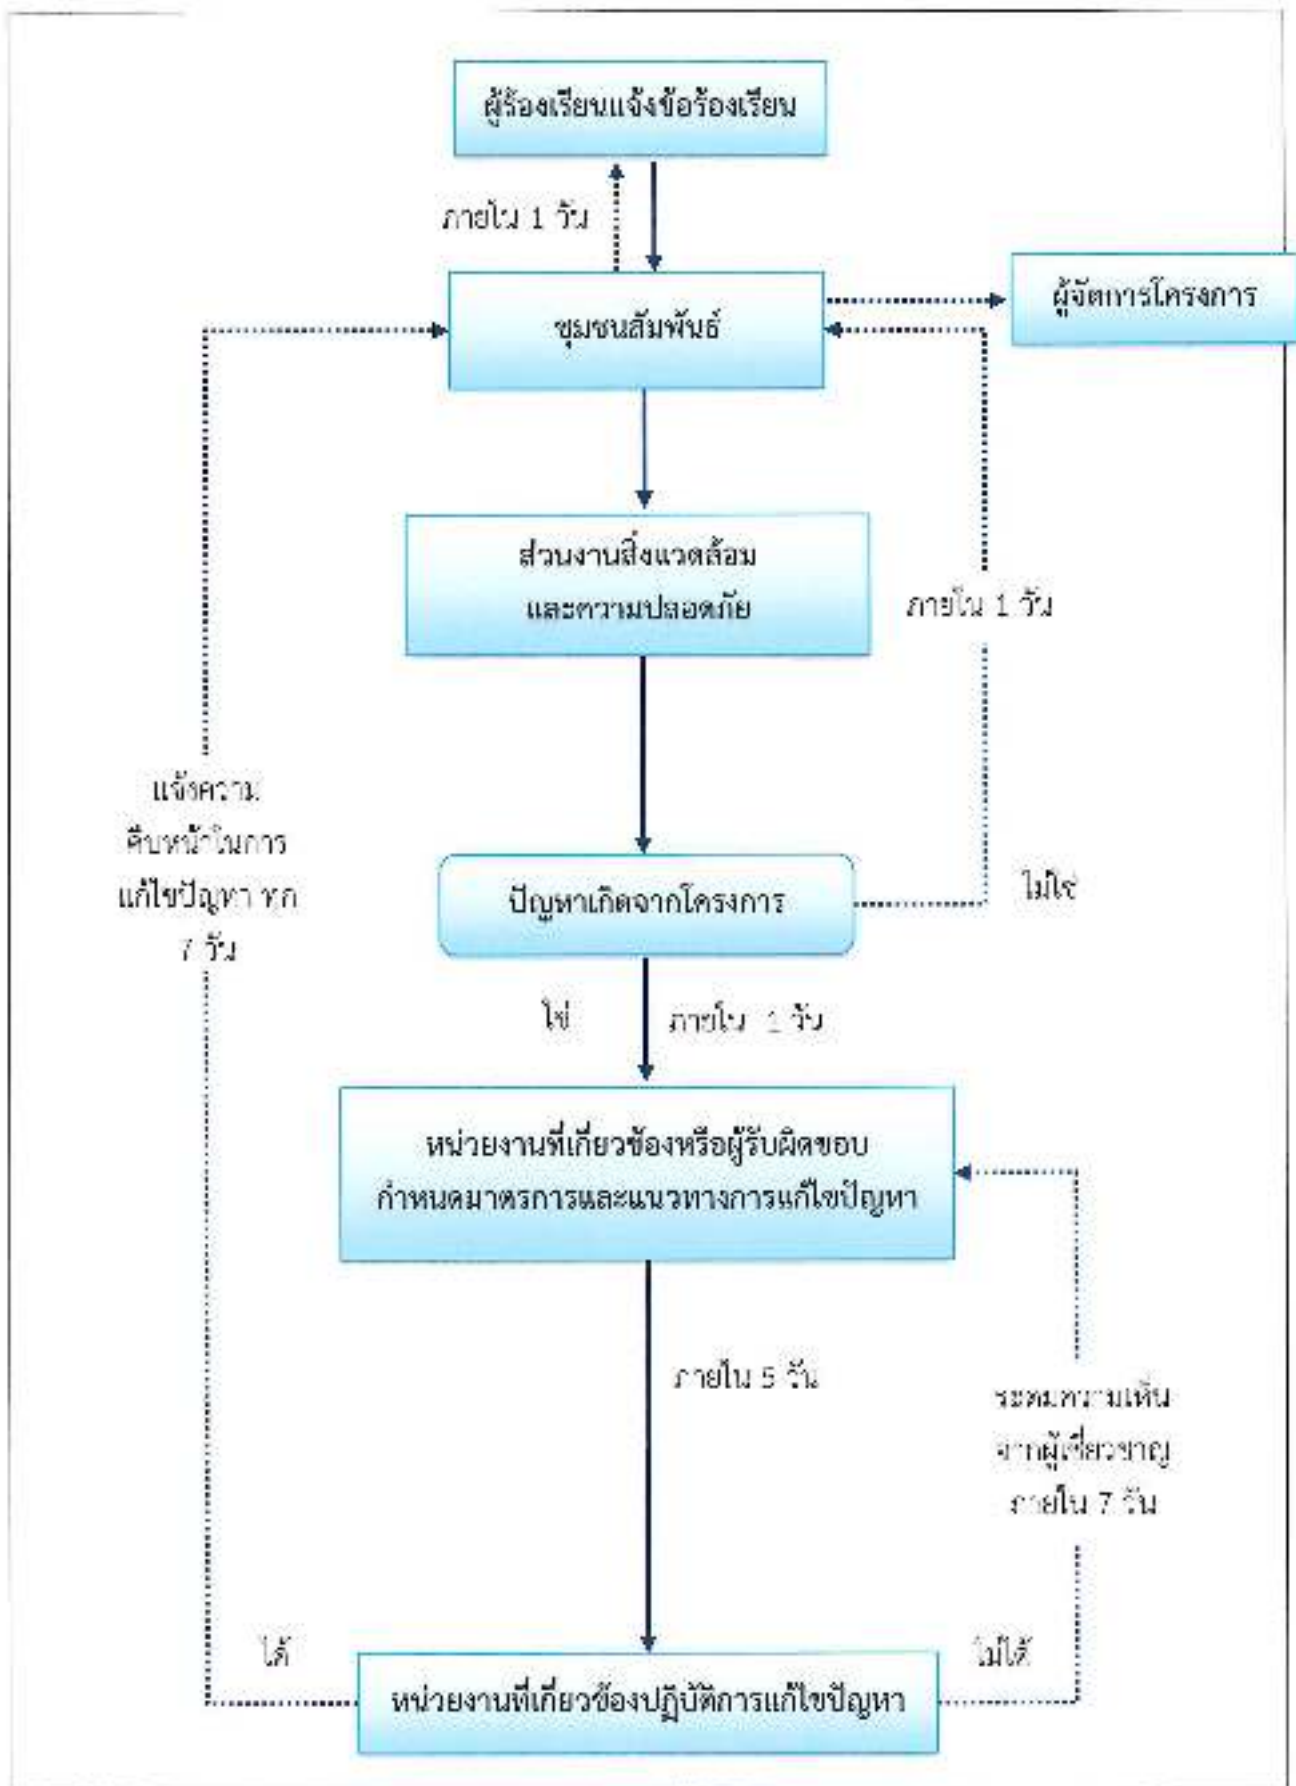 ผู้ร้องเรียนแจ้งข้อร้องเรียน
ภายใน 1 วัน
ผู้จัดการโครงการ
ชุมชนสัมพันธ์
ส่วนงานสิ่งแวดล้อม
และความปลอดภัย
ภายใน 1 วัน
แจ้งความ
คืบหน้าในการ
แก้ไขปัญหา ทุก
7 วัน
ปัญหาเกิดจากโครงการ
ไม่ใช่
ใช่
ภายใน 1 วัน
หน่วยงานที่เกี่ยวข้องหรือผู้รับผิดชอบ
กำหนดมาตรการและแนวทางการแก้ไขปัญหา
ภายใน 5 วัน
ระดมความเห็น
จากผู้เชี่ยวชาญ
ภายใน 7 วัน
ได้
ไม่ได้
หน่วยงานที่เกี่ยวข้องปฏิบัติการแก้ไขปัญหา